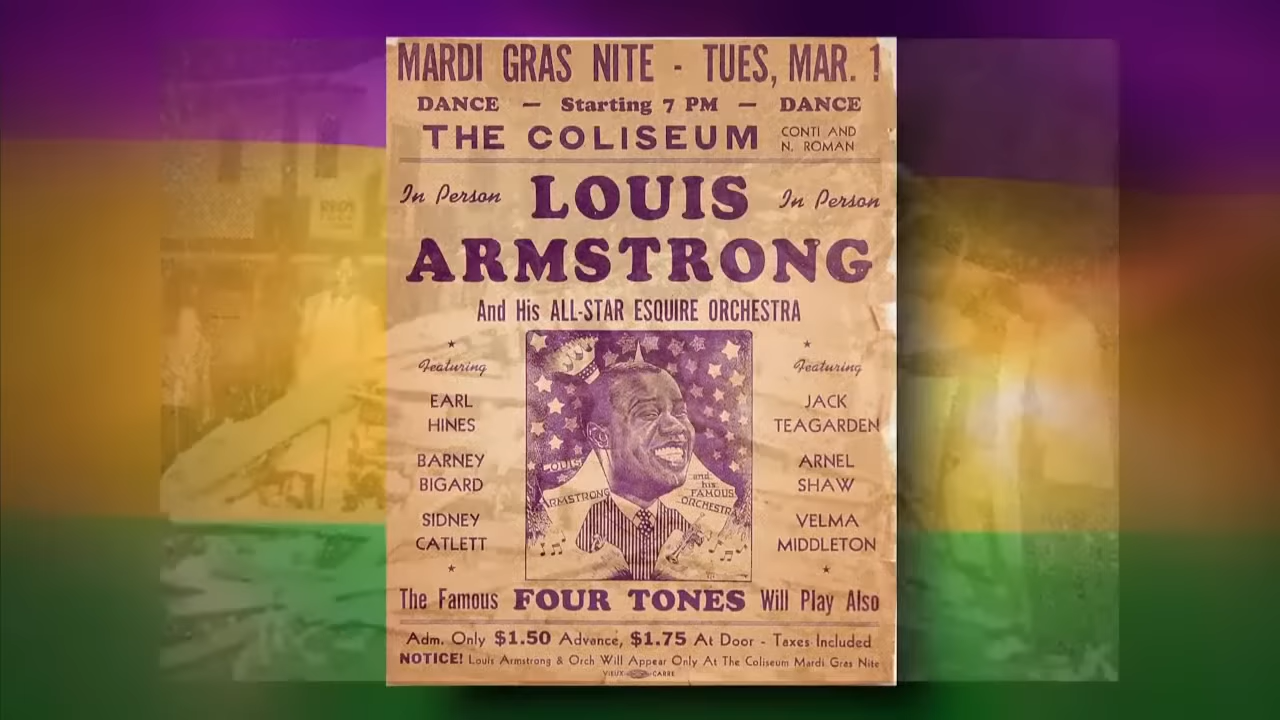 MARDI GRAS NITE - TUES, MAR. 1
DANCE — Starting 7 PM — DANCE
THE COLISEUM CONTI AND
N. ROMAN
In Person LOUIS In Person
ARMSTRONG
And His ALL-STAR ESQUIRE ORCHESTRA
Featuring
EARL
HINES
BARNEY
BIGARD
SIDNEY
CATLETT
LOUIS
ARMSTRONG
and
his
FAMOUS
ORCHESTRA
Featuring
JACK
TEAGARDEN
ARNEL
SHAW
VELMA
MIDDLETON
The Famous FOUR TONES Will Play Also
Adm. Only $1.50 Advance, $1.75 At Door - Taxes Included
NOTICE! Louis Armstrong & Orch Will Appear Only At The Coliseum Mardi Gras Nite
VIEUX CARRE